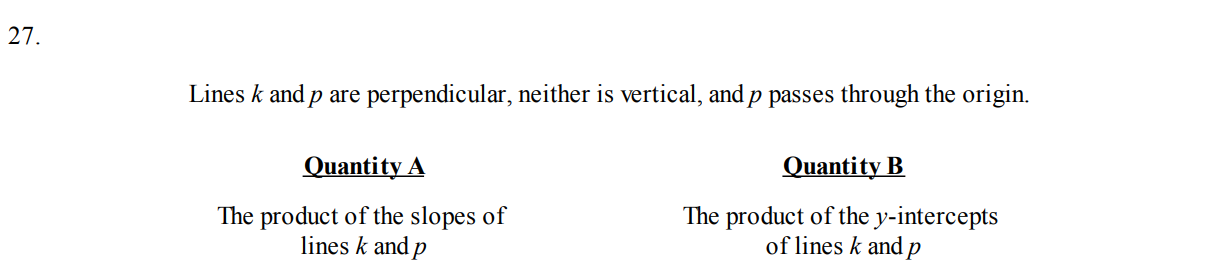 27.
Lines k and p are perpendicular, neither is vertical, and p passes through the origin.
Quantity A
Quantity B
The product of the slopes of
lines k and p
The product of the y-intercepts
of lines k and p